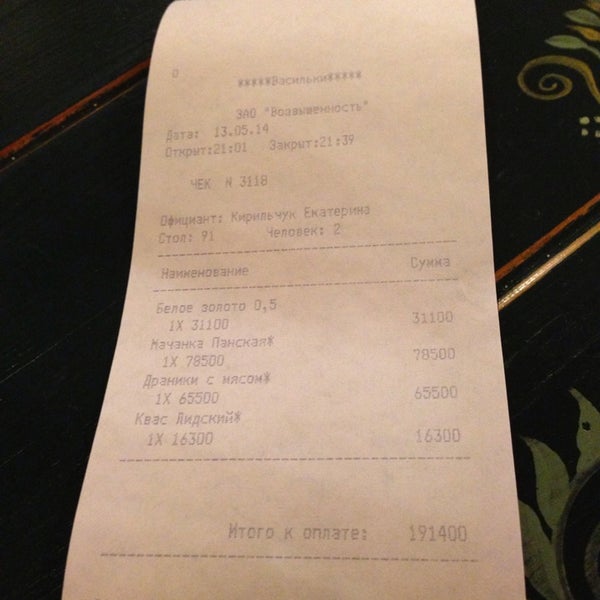 0
*****Васильки*****
ЗАО "Возвышенность"
Дата: 13.05.14
Открыт:21:01 Закрыт:21:39
ЧЕК N 3118
Официант: Кирильчук Екатерина
Стол: 91 Человек: 2
Наименование Сумма
Белое золото 0,5
1X 31100 31100
Мачанка Панская*
1X 78500 78500
Драники с мясом*
1X 65500 65500
Квас Лидский*
1X 16300 16300
Итого к оплате: 191400